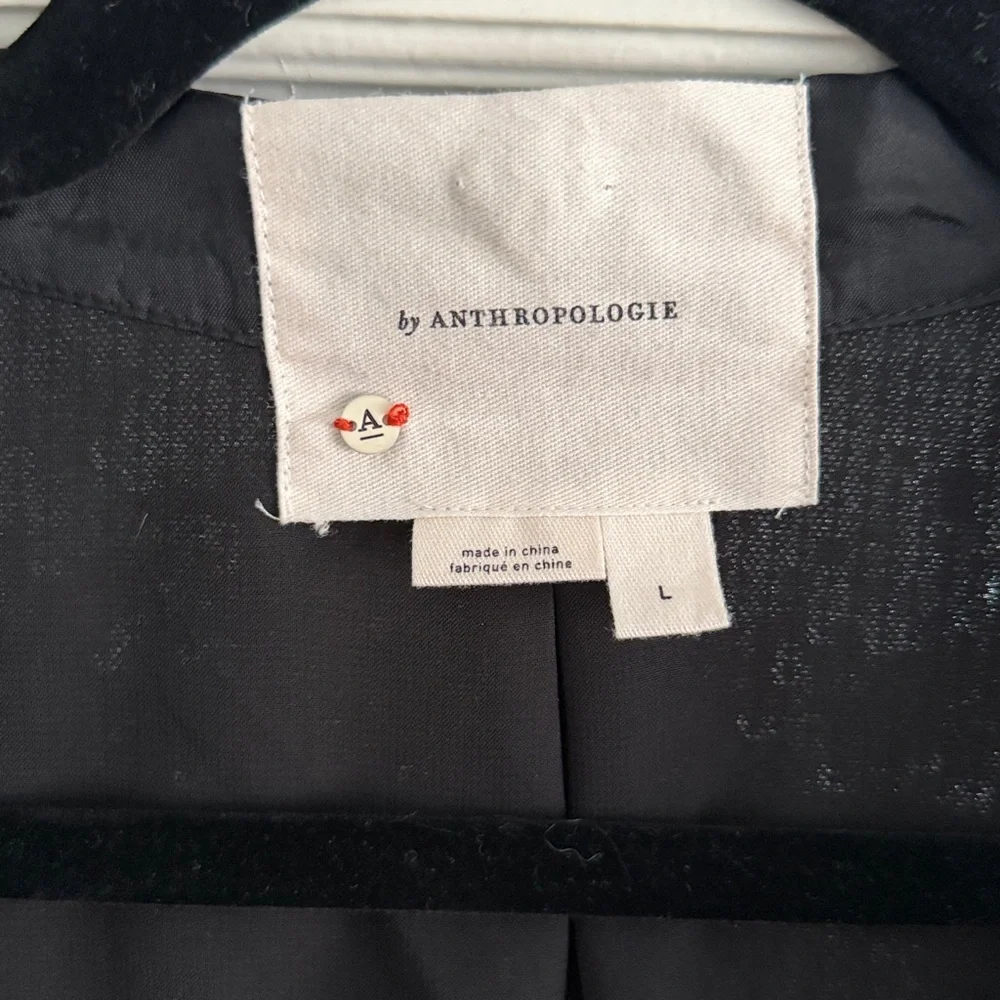 by ANTHROPOLOGIE
A
made in china
fabriqué en chine
L